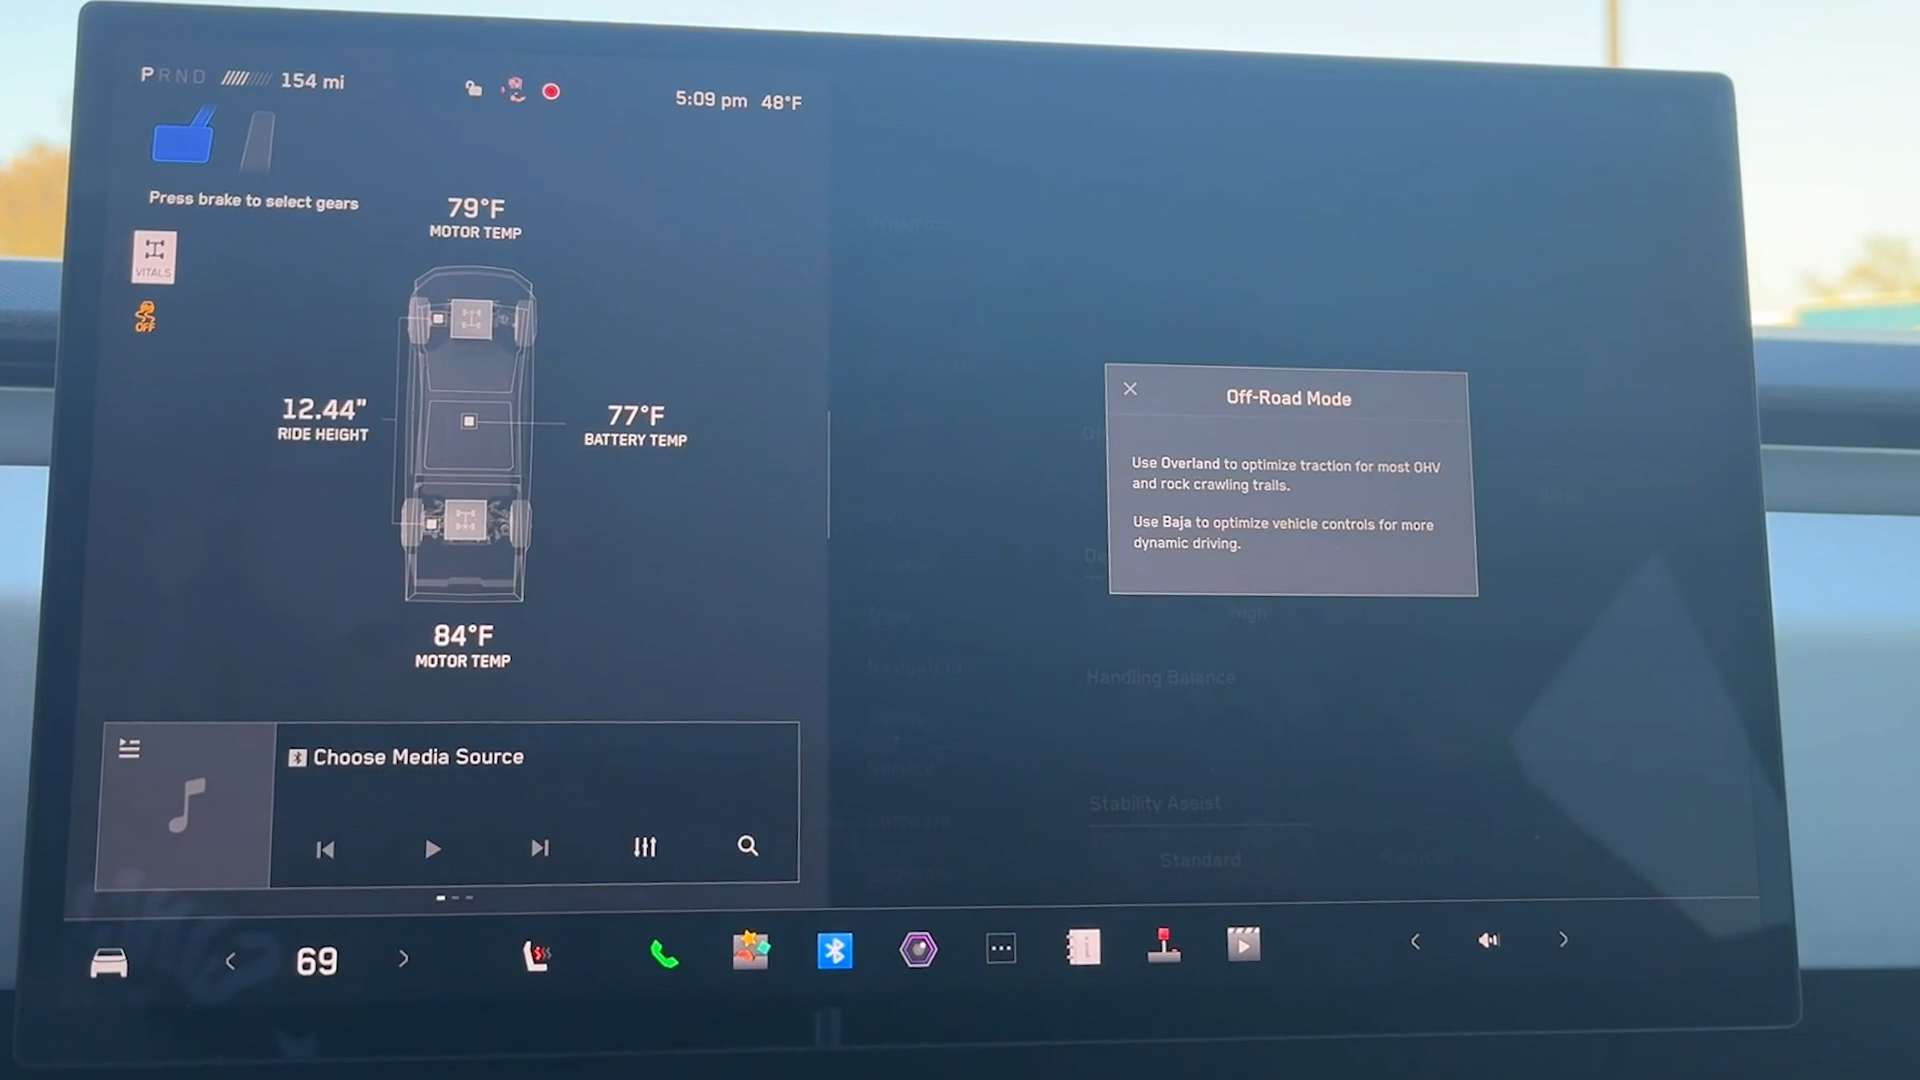 PRND 154 mi
5:09 pm 48°F
Press brake to select gears
VITALS
OFF
79°F
MOTOR TEMP
12.44"
RIDE HEIGHT
77°F
BATTERY TEMP
84°F
MOTOR TEMP
Choose Media Source
Dynamics
Off-Road Mode
Use Overland to optimize traction for most OHV
and rock crawling trails.
Use Baja to optimize vehicle controls for more
dynamic driving.
High
Handling Balance
Stability Assist
Standard
69